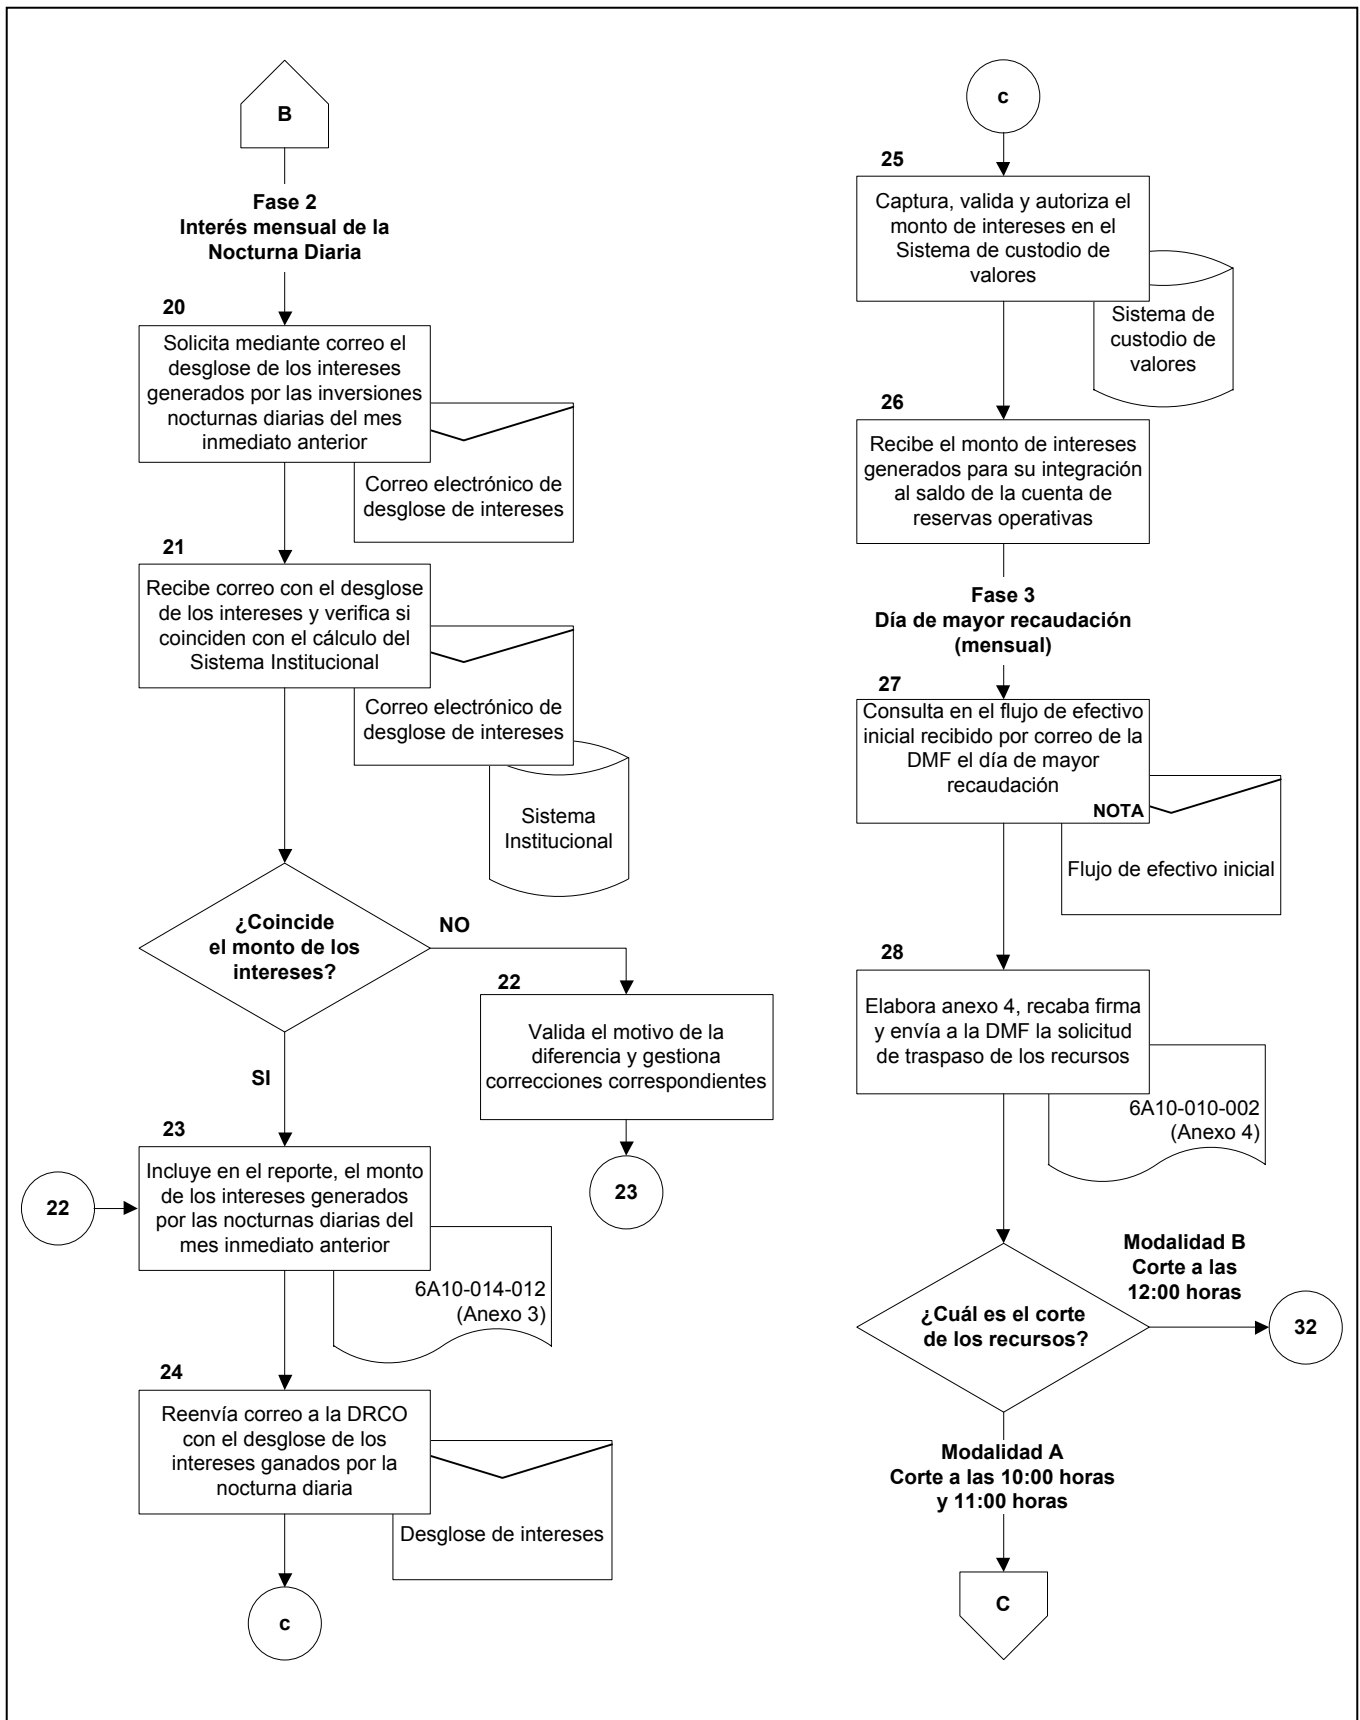 B
Fase 2
Interés mensual de la
Nocturna Diaria
20
Solicita mediante correo el
desglose de los intereses
generados por las inversiones
nocturnas diarias del mes
inmediato anterior
Correo electrónico de
desglose de intereses
21
Recibe correo con el desglose
de los intereses y verifica si
coinciden con el cálculo del
Sistema Institucional
Correo electrónico de
desglose de intereses
Sistema
Institucional
¿Coincide
el monto de los
intereses?
NO
22
Valida el motivo de la
diferencia y gestiona
correcciones correspondientes
23
SI
23
22
Incluye en el reporte, el monto
de los intereses generados
por las nocturnas diarias del
mes inmediato anterior
6A10-014-012
(Anexo 3)
24
Reenvía correo a la DRCO
con el desglose de los
intereses ganados por la
nocturna diaria
Desglose de intereses
c
c
25
Captura, valida y autoriza el
monto de intereses en el
Sistema de custodio de
valores
Sistema de
custodio de
valores
26
Recibe el monto de intereses
generados para su integración
al saldo de la cuenta de
reservas operativas
Fase 3
Día de mayor recaudación
(mensual)
27
Consulta en el flujo de efectivo
inicial recibido por correo de la
DMF el día de mayor
recaudación
NOTA
Flujo de efectivo inicial
28
Elabora anexo 4, recaba firma
y envía a la DMF la solicitud
de traspaso de los recursos
6A10-010-002
(Anexo 4)
¿Cuál es el corte
de los recursos?
Modalidad B
Corte a las
12:00 horas
32
Modalidad A
Corte a las 10:00 horas
y 11:00 horas
C